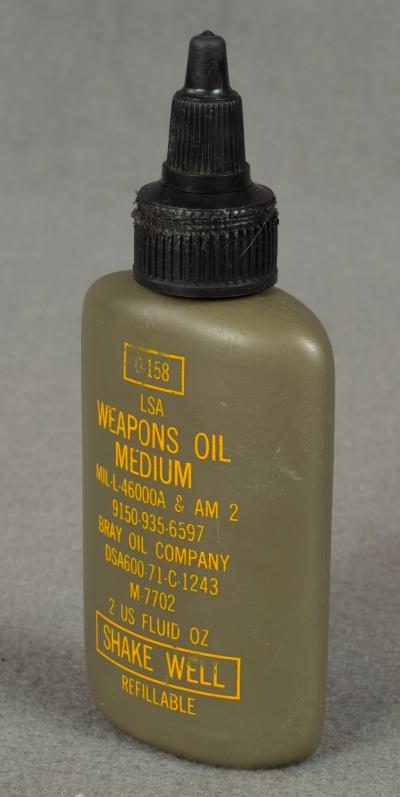 0-158
LSA
WEAPONS OIL
MEDIUM
MIL-L-46000A & AM 2
9150-935-6597
BRAY OIL COMPANY
DSA600-71-C-1243
M-7702
2 US FLUID OZ
SHAKE WELL
REFILLABLE